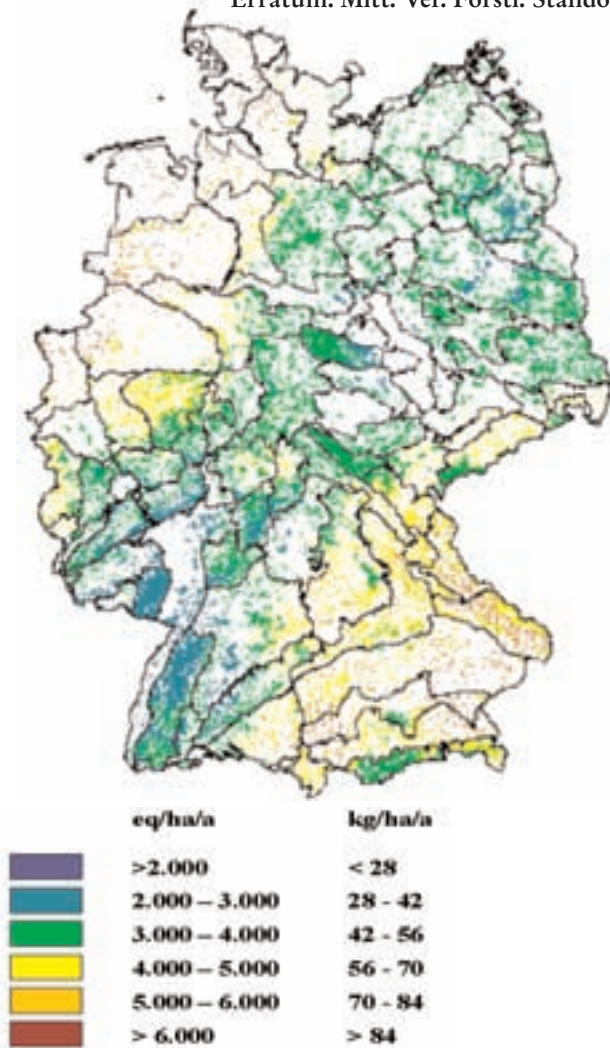 Erratum. Mitt. Ver. Forstl. Stando
eq/ha/a kg/ha/a
>2.000 < 28
2.000 – 3.000 28 - 42
3.000 – 4.000 42 - 56
4.000 – 5.000 56 - 70
5.000 – 6.000 70 - 84
> 6.000 > 84